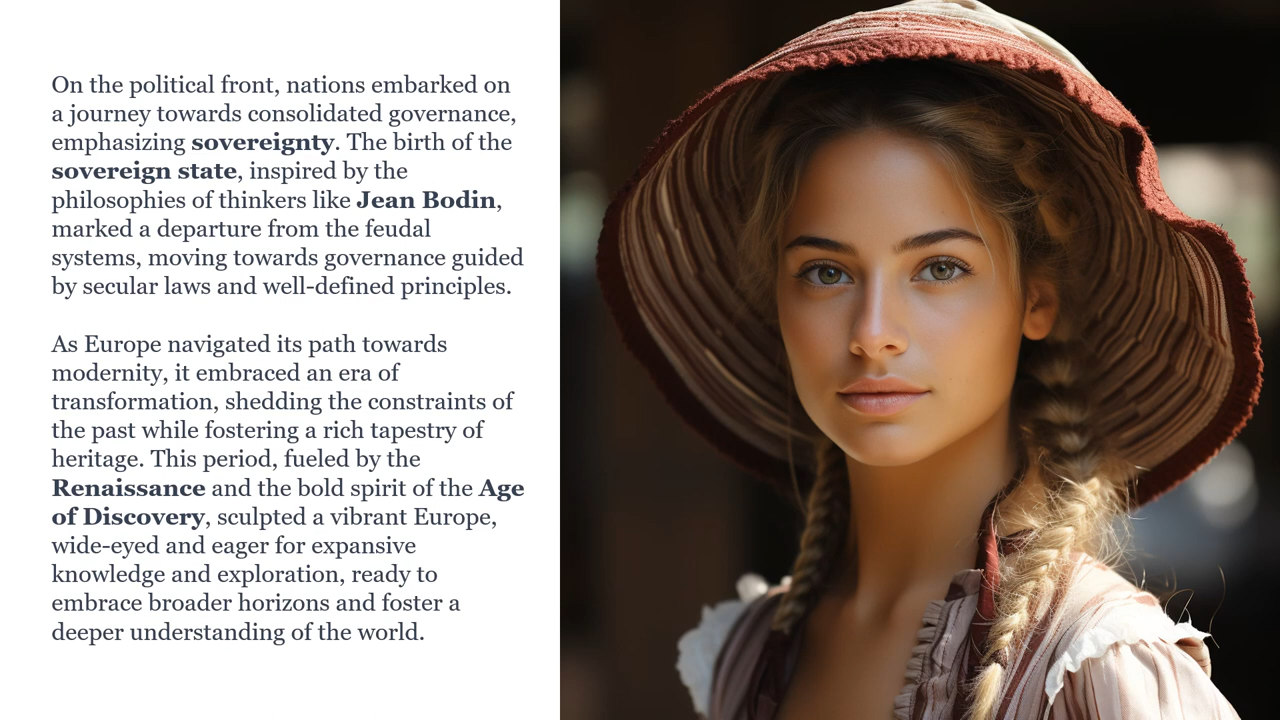 On the political front, nations embarked on
a journey towards consolidated governance,
emphasizing sovereignty. The birth of the
sovereign state, inspired by the
philosophies of thinkers like Jean Bodin,
marked a departure from the feudal
systems, moving towards governance guided
by secular laws and well-defined principles.
As Europe navigated its path towards
modernity, it embraced an era of
transformation, shedding the constraints of
the past while fostering a rich tapestry of
heritage. This period, fueled by the
Renaissance and the bold spirit of the Age
of Discovery, sculpted a vibrant Europe,
wide-eyed and eager for expansive
knowledge and exploration, ready to
embrace broader horizons and foster a
deeper understanding of the world.